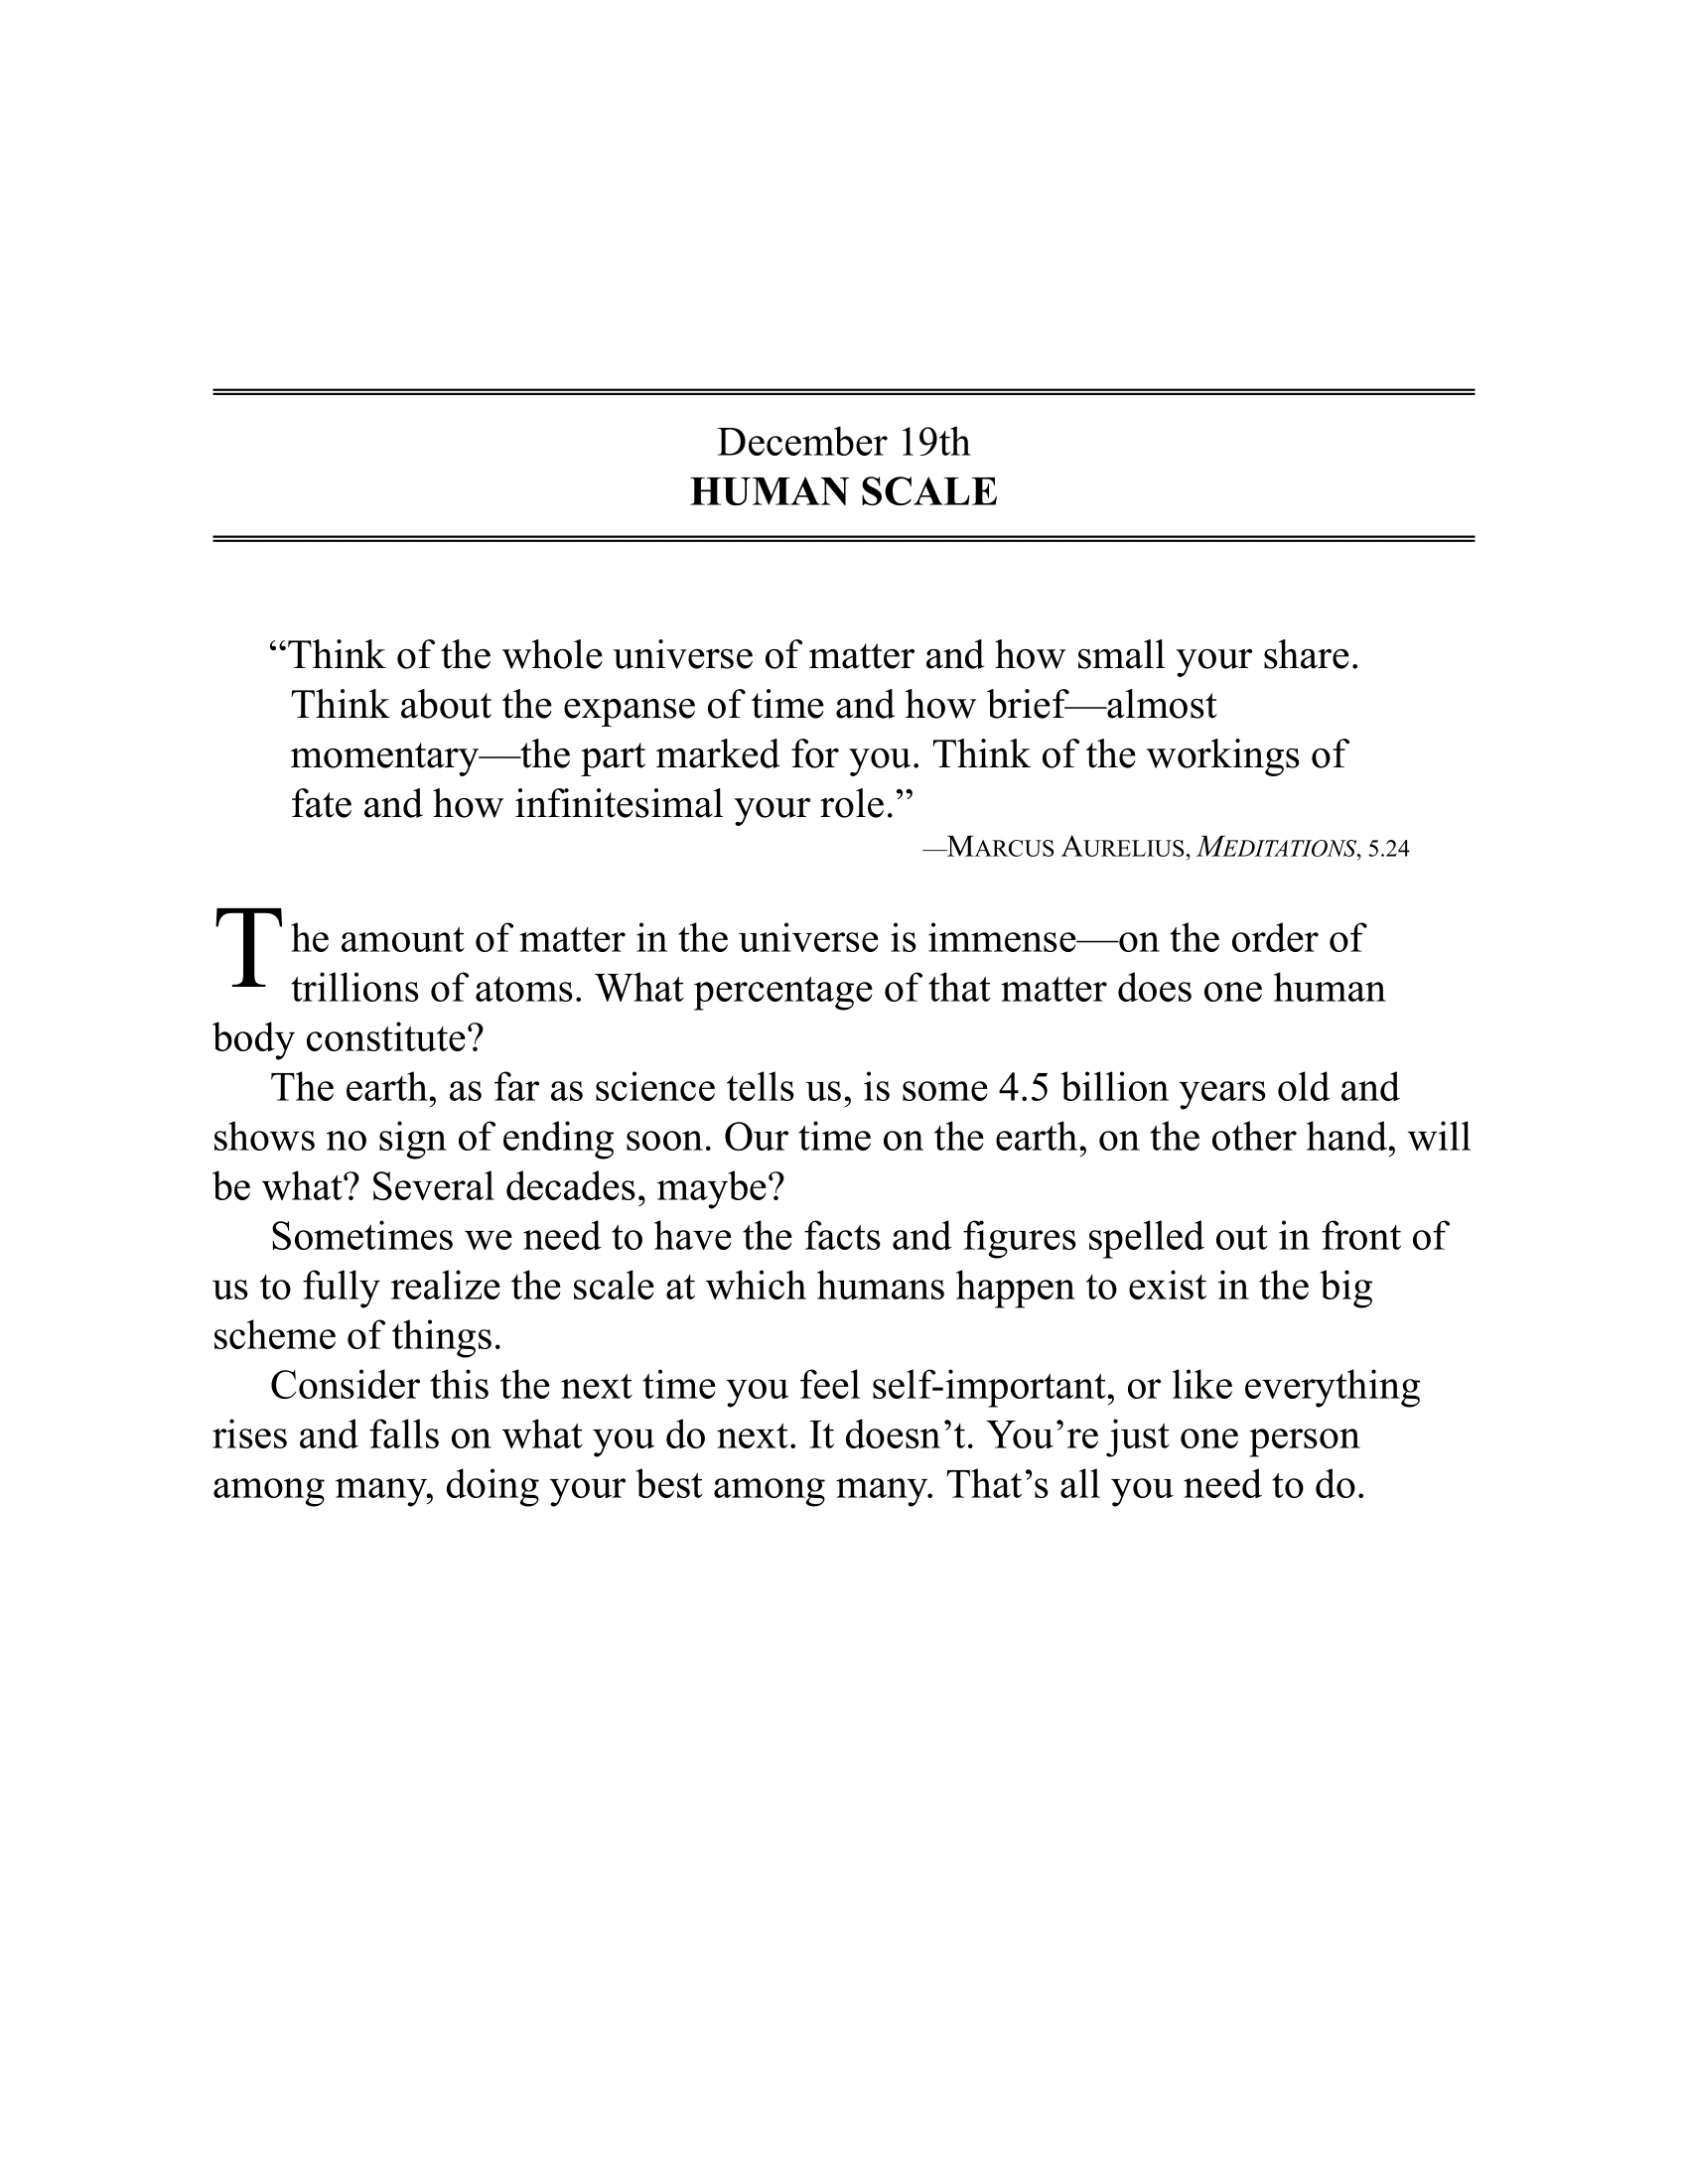 December 19th
HUMAN SCALE
“Think of the whole universe of matter and how small your share.
Think about the expanse of time and how brief—almost
momentary—the part marked for you. Think of the workings of
fate and how infinitesimal your role.”
—MARCUS AURELIUS, MEDITATIONS, 5.24
The amount of matter in the universe is immense—on the order of
trillions of atoms. What percentage of that matter does one human
body constitute?
The earth, as far as science tells us, is some 4.5 billion years old and
shows no sign of ending soon. Our time on the earth, on the other hand, will
be what? Several decades, maybe?
Sometimes we need to have the facts and figures spelled out in front of
us to fully realize the scale at which humans happen to exist in the big
scheme of things.
Consider this the next time you feel self-important, or like everything
rises and falls on what you do next. It doesn’t. You’re just one person
among many, doing your best among many. That’s all you need to do.